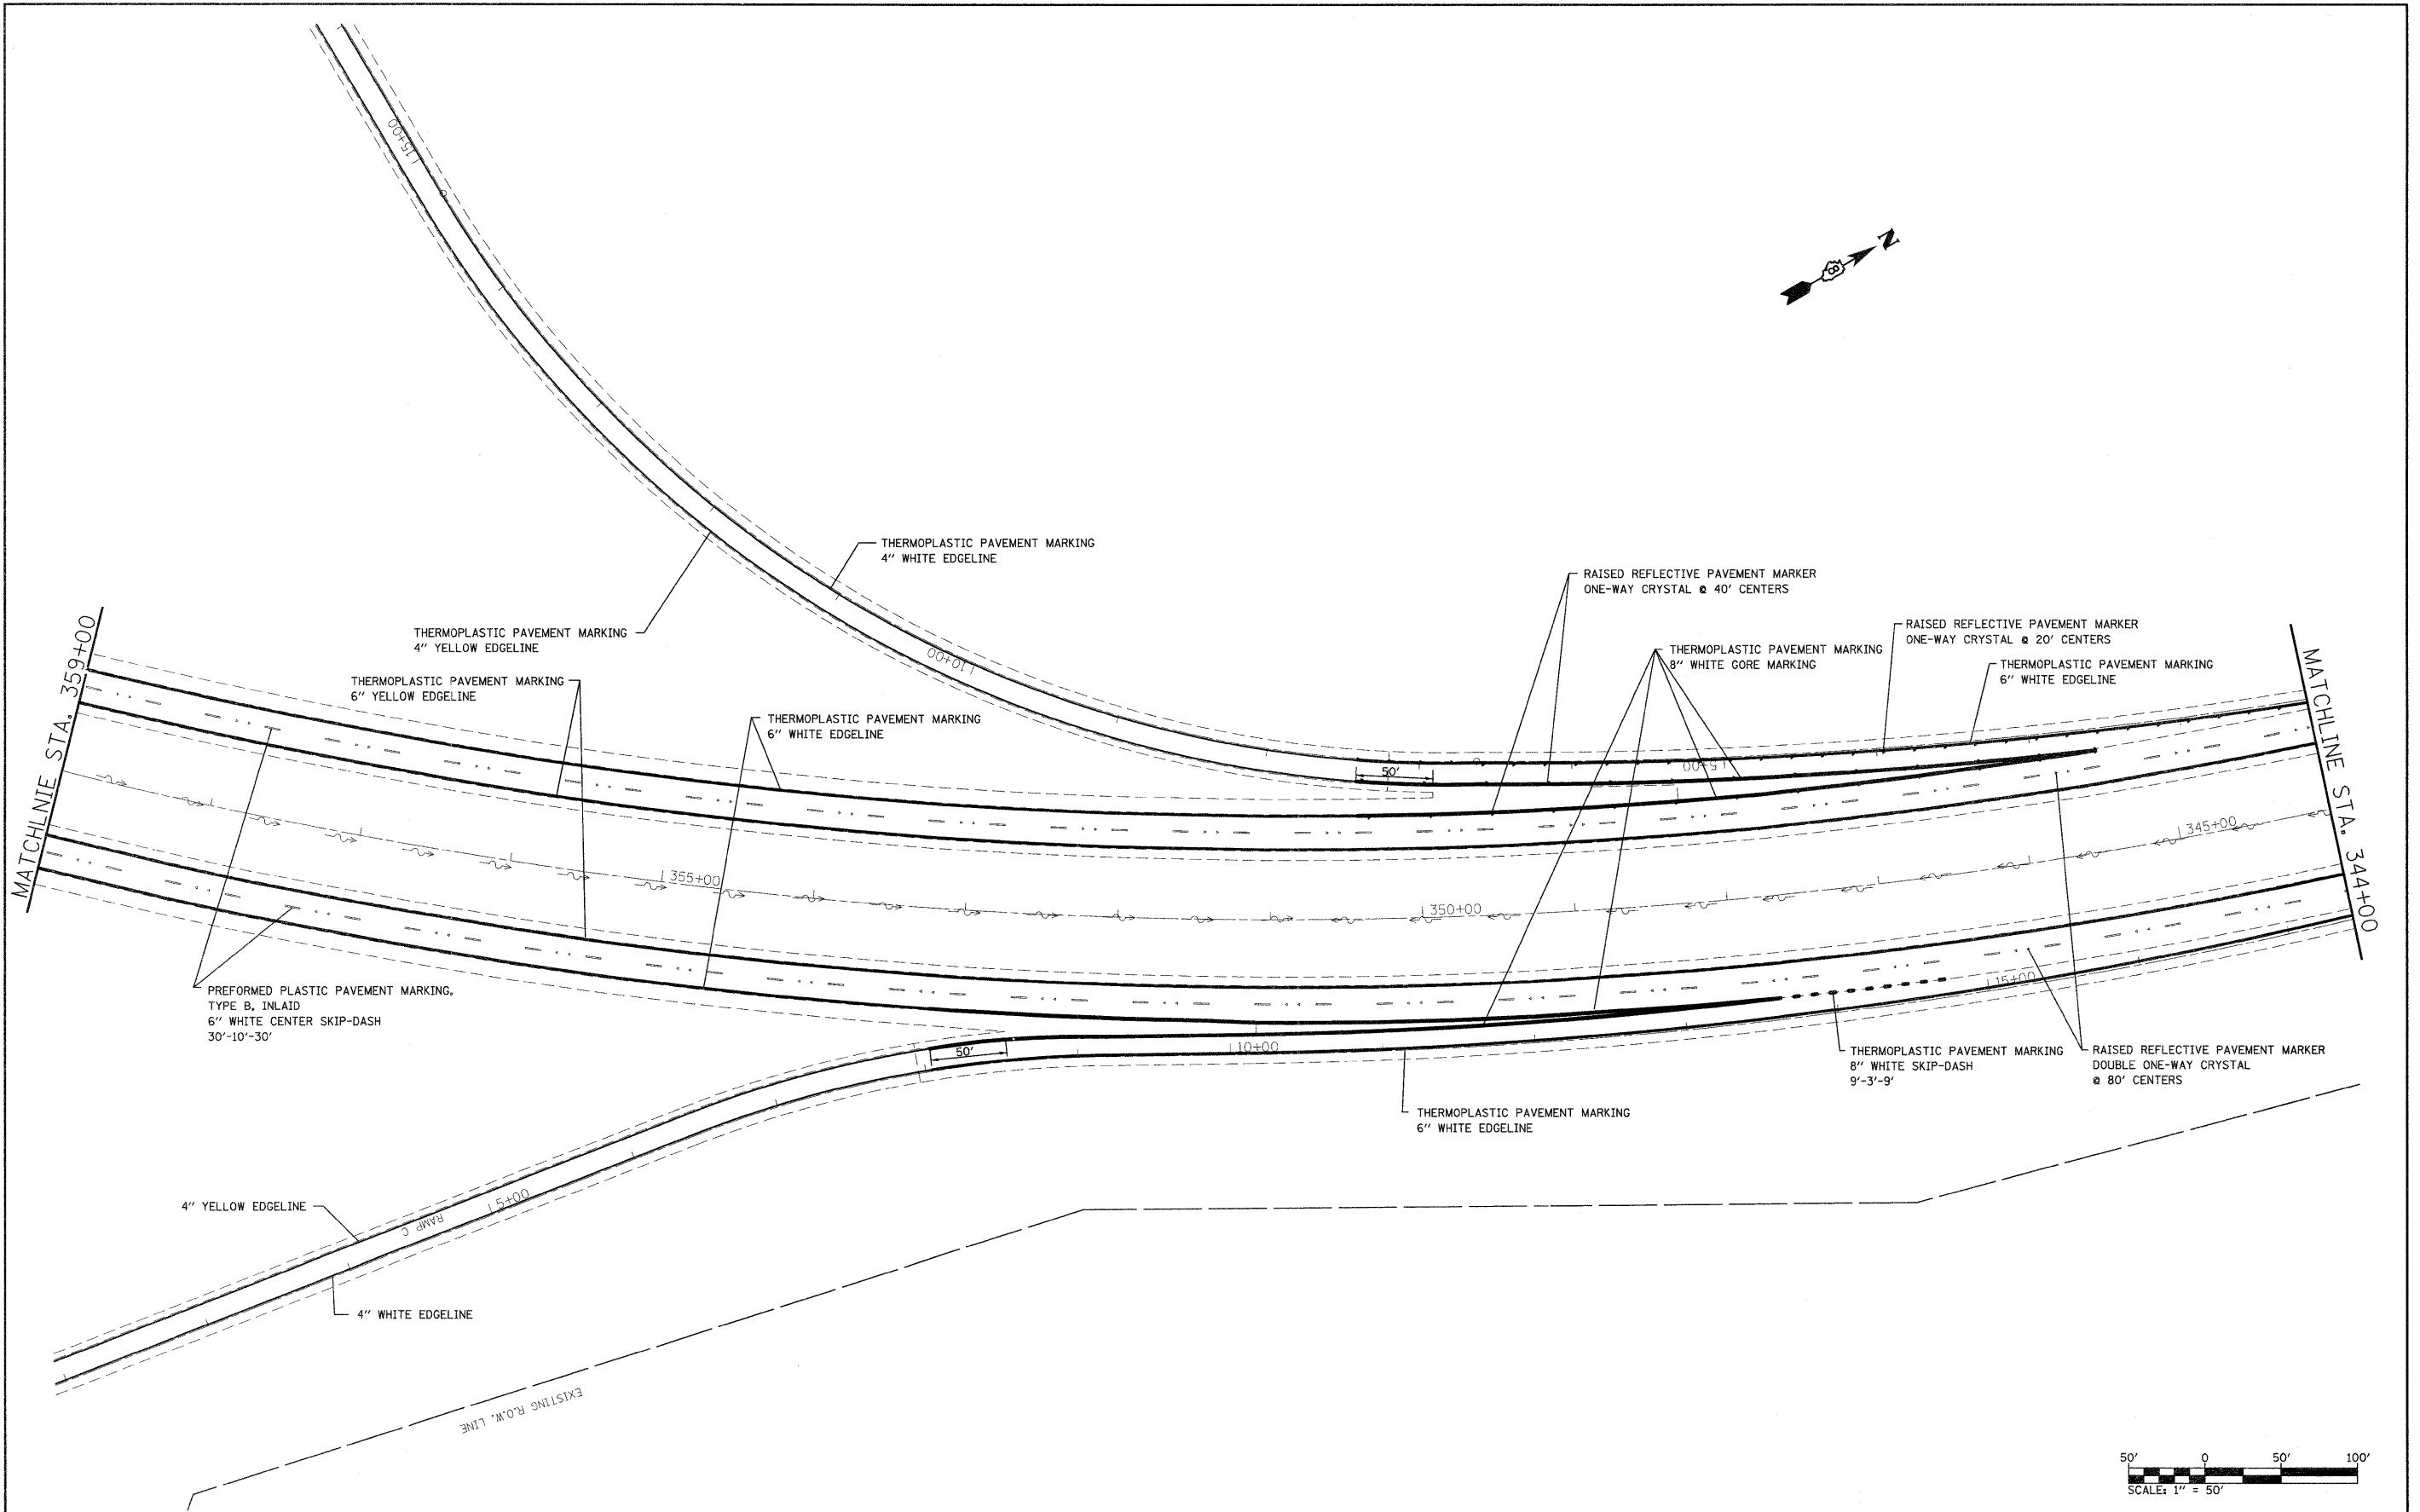 15+00
N
8
THERMOPLASTIC PAVEMENT MARKING
4" WHITE EDGELINE
RAISED REFLECTIVE PAVEMENT MARKER
ONE-WAY CRYSTAL @ 40' CENTERS
THERMOPLASTIC PAVEMENT MARKING
4" YELLOW EDGELINE
10+00
RAISED REFLECTIVE PAVEMENT MARKER
ONE-WAY CRYSTAL @ 20' CENTERS
THERMOPLASTIC PAVEMENT MARKING
8" WHITE GORE MARKING
THERMOPLASTIC PAVEMENT MARKING
6" WHITE EDGELINE
THERMOPLASTIC PAVEMENT MARKING
6" YELLOW EDGELINE
THERMOPLASTIC PAVEMENT MARKING
6" WHITE EDGELINE
MATCHLNIE STA. 359+00
MATCHLINE STA. 344+00
50'
5+00
345+00
355+00
350+00
PREFORMED PLASTIC PAVEMENT MARKING,
TYPE B, INLAID
6" WHITE CENTER SKIP-DASH
30'-10'-30'
15+00
50'
10+00
THERMOPLASTIC PAVEMENT MARKING
8" WHITE SKIP-DASH
9'-3'-9'
RAISED REFLECTIVE PAVEMENT MARKER
DOUBLE ONE-WAY CRYSTAL
@ 80' CENTERS
THERMOPLASTIC PAVEMENT MARKING
6" WHITE EDGELINE
4" YELLOW EDGELINE
RAMP C
5+00
4" WHITE EDGELINE
EXISTING R.O.W. LINE
50' 0 50' 100'
SCALE: 1" = 50'